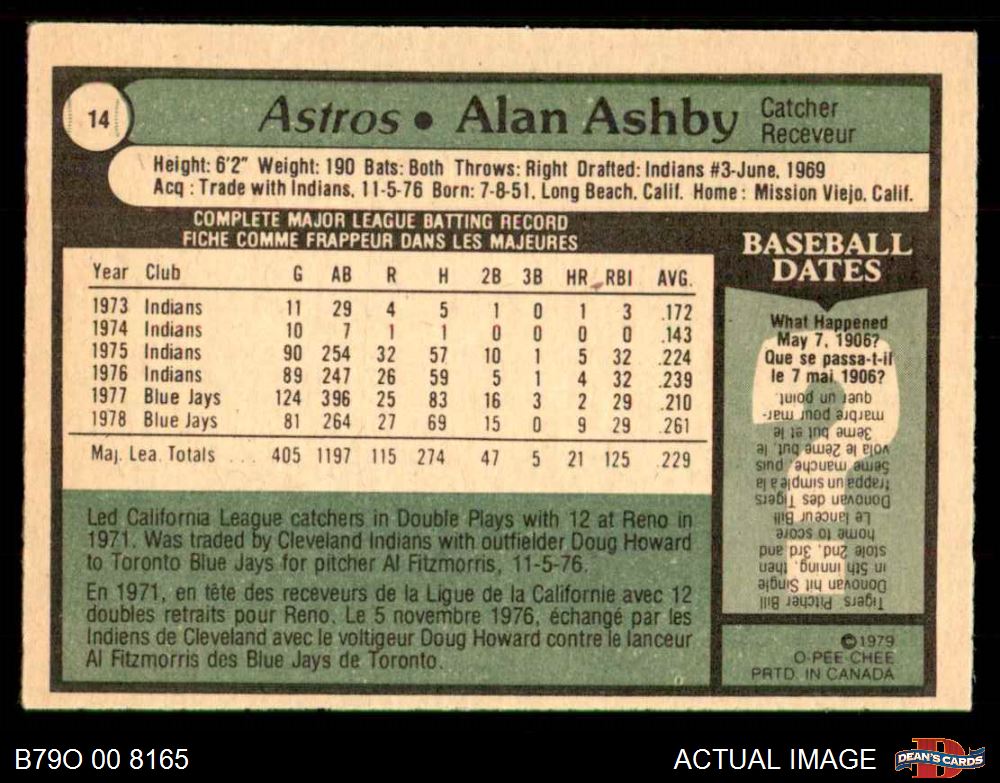 14
Astros • Alan Ashby
Catcher
Receveur
Height: 6'2" Weight: 190 Bats: Both Throws: Right Drafted: Indians #3-June, 1969
Acq : Trade with Indians, 11-5-76 Born: 7-8-51, Long Beach, Calif. Home : Mission Viejo, Calif.
COMPLETE MAJOR LEAGUE BATTING RECORD
FICHE COMME FRAPPEUR DANS LES MAJEURES
Year Club G AB R H 2B 3B HR RBI AVG.
1973 Indians 11 29 4 5 1 0 1 3 .172
1974 Indians 10 7 1 1 0 0 0 0 .143
1975 Indians 90 254 32 57 10 1 5 32 .224
1976 Indians 89 247 26 59 5 1 4 32 .239
1977 Blue Jays 124 396 25 83 16 3 2 29 .210
1978 Blue Jays 81 264 27 69 15 0 9 29 .261
Maj. Lea. Totals ... 405 1197 115 274 47 5 21 125 .229
Led California League catchers in Double Plays with 12 at Reno in
1971. Was traded by Cleveland Indians with outfielder Doug Howard
to Toronto Blue Jays for pitcher Al Fitzmorris, 11-5-76.
En 1971, en tête des receveurs de la Ligue de la Californie avec 12
doubles retraits pour Reno. Le 5 novembre 1976, échangé par les
Indiens de Cleveland avec le voltigeur Doug Howard contre le lanceur
Al Fitzmorris des Blue Jays de Toronto.
BASEBALL
DATES
What Happened
May 7, 1906?
Que se passa-t-il
le 7 mai 1906?
Tigers Pitcher Bill
Donovan hit Single
in 5th inning, then
stole 2nd, 3rd and
home to score
Le lanceur Bill
Donovan des Tigers
frappa un simple à la
5ème manche, puis
vola le 2ème but, le
3ème but et le
marbre pour mar-
quer un point.
©1979
O-PEE-CHEE
PRTD. IN CANADA
B79O 00 8165
ACTUAL IMAGE
DEAN'S CARDS